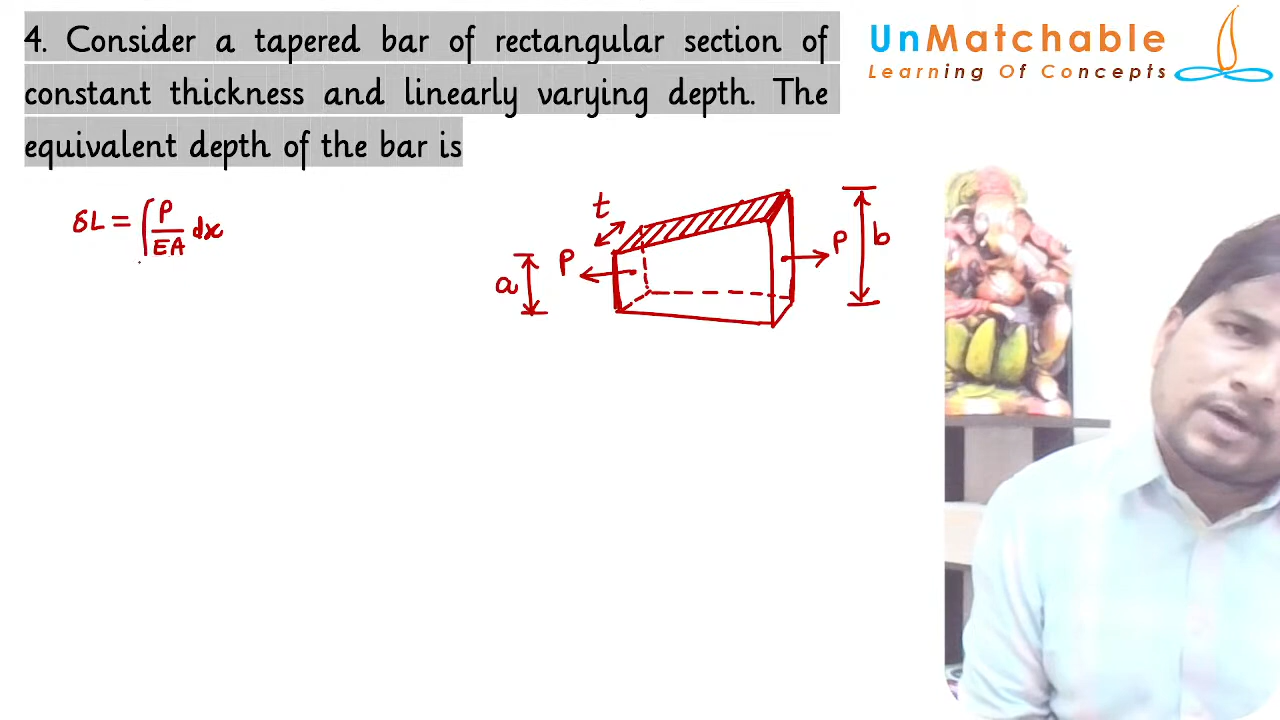 4. Consider a tapered bar of rectangular section of
constant thickness and linearly varying depth. The
equivalent depth of the bar is
UnMatchable
Learning Of Concepts
δL = ∫ P/EA dx
t
a
P
P
b